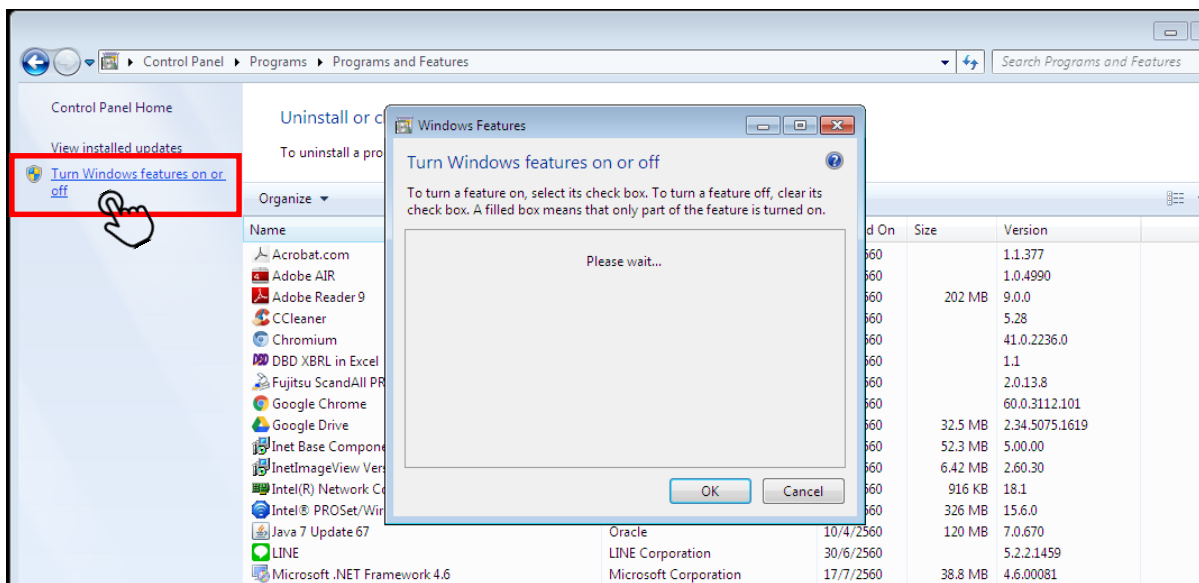 Control Panel Programs Programs and Features
Search Programs and Features
Control Panel Home
View installed updates
Turn Windows features on or
off
Uninstall or c
To uninstall a pro
Organize
Windows Features
Turn Windows features on or off
To turn a feature on, select its check box. To turn a feature off, clear its
check box. A filled box means that only part of the feature is turned on.
Please wait...
OK Cancel
Name d On Size Version
Acrobat.com 560 1.1.377
Adobe AIR 560 1.0.4990
Adobe Reader 9 560 202 MB 9.0.0
CCleaner 560 5.28
Chromium 560 41.0.2236.0
DBD XBRL in Excel 560 1.1
Fujitsu ScandAll PR 560 2.0.13.8
Google Chrome 560 60.0.3112.101
Google Drive 560 32.5 MB 2.34.5075.1619
Inet Base Compone 560 52.3 MB 5.00.00
InetImageView Vers 560 6.42 MB 2.60.30
Intel(R) Network Co 560 916 KB 18.1
Intel® PROSet/Wir 560 326 MB 15.6.0
Java 7 Update 67 Oracle 10/4/2560 120 MB 7.0.670
LINE LINE Corporation 30/6/2560 5.2.2.1459
Microsoft .NET Framework 4.6 Microsoft Corporation 17/7/2560 38.8 MB 4.6.00081